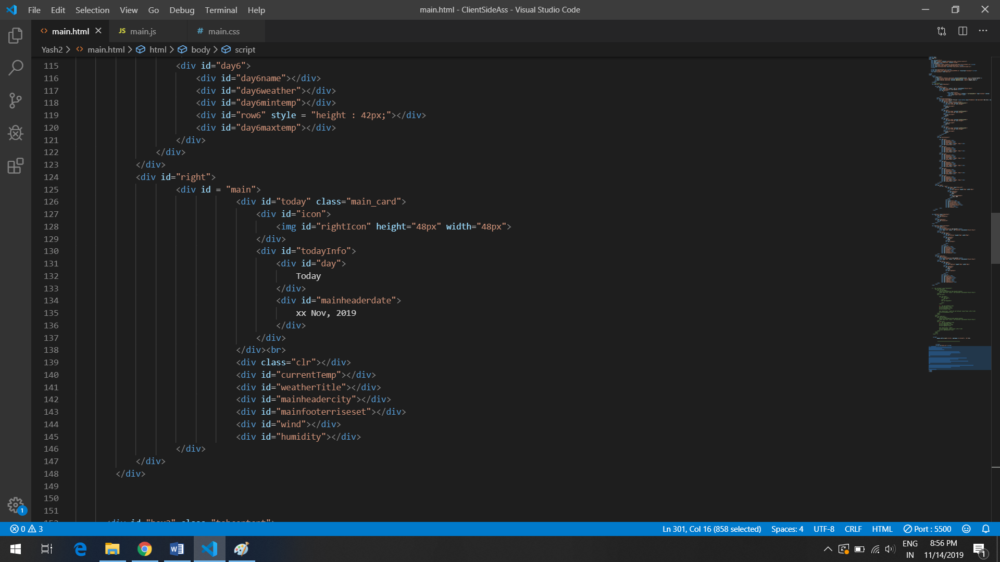 File Edit Selection View Go Debug Terminal Help
main.html - ClientSideAss - Visual Studio Code
main.html
JS main.js
# main.css
Yash2 > main.html > html > body > script
115 <div id="day6">
116 <div id="day6name"></div>
117 <div id="day6weather"></div>
118 <div id="day6mintemp"></div>
119 <div id="row6" style = "height : 42px;"></div>
120 <div id="day6maxtemp"></div>
121 </div>
122 </div>
123 </div>
124 <div id="right">
125 <div id = "main">
126 <div id="today" class="main_card">
127 <div id="icon">
128 <img id="rightIcon" height="48px" width="48px">
129 </div>
130 <div id="todayInfo">
131 <div id="day">
132 Today
133 </div>
134 <div id="mainheaderdate">
135 xx Nov, 2019
136 </div>
137 </div>
138 </div><br>
139 <div class="clr"></div>
140 <div id="currentTemp"></div>
141 <div id="weatherTitle"></div>
142 <div id="mainheadercity"></div>
143 <div id="mainfooterriseset"></div>
144 <div id="wind"></div>
145 <div id="humidity"></div>
146 </div>
147 </div>
148 </div>
149
150
151
1
0 3
Ln 301, Col 16 (858 selected) Spaces: 4 UTF-8 CRLF HTML Port : 5500
ENG
IN
8:56 PM
11/14/2019
1